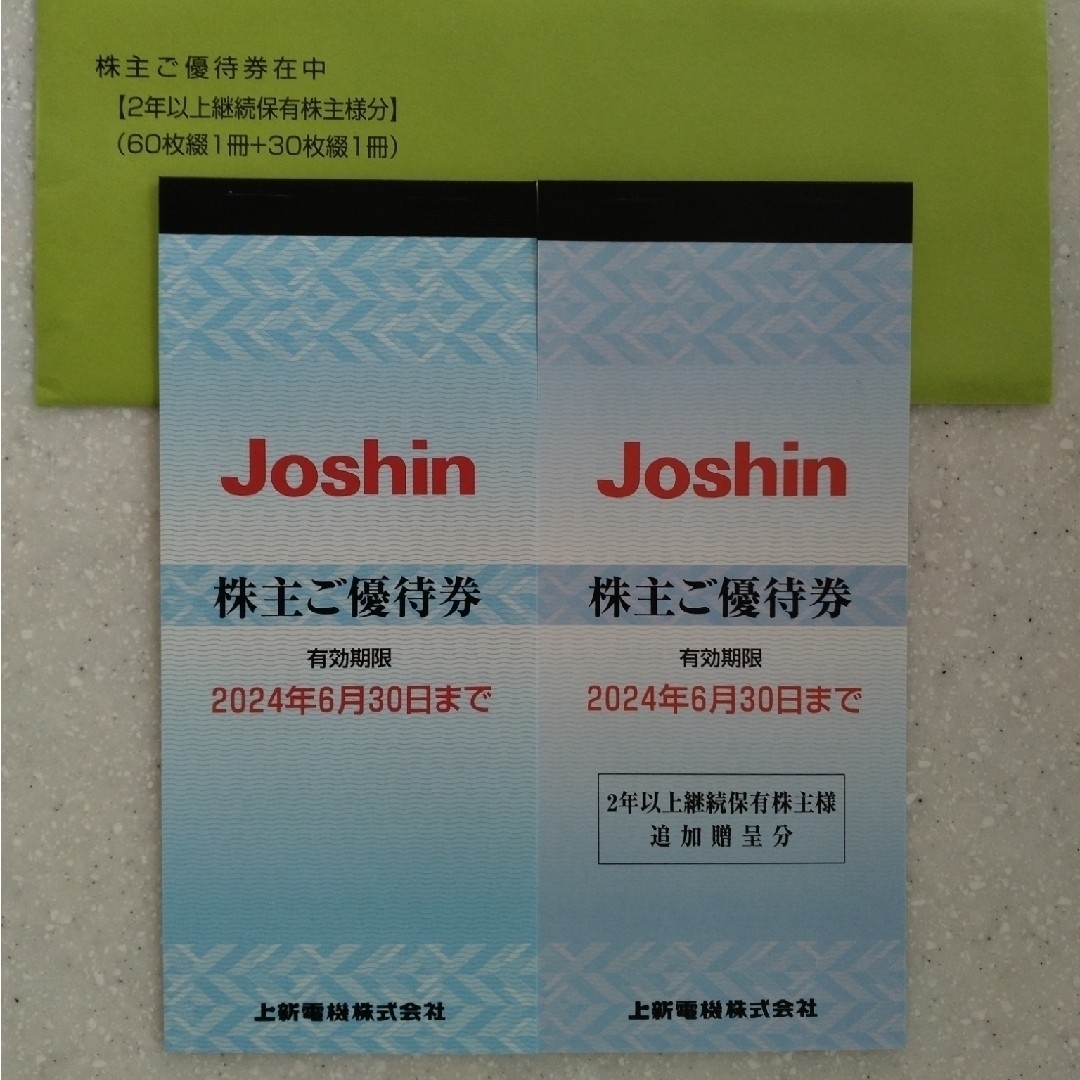 株主ご優待券在中
【2年以上継続保有株主様分】
（60枚綴1冊+30枚綴1冊）
Joshin
株主ご優待券
有効期限
2024年6月30日まで
上新電機株式会社
Joshin
株主ご優待券
有効期限
2024年6月30日まで
2年以上継続保有株主様
追加贈呈分
上新電機株式会社